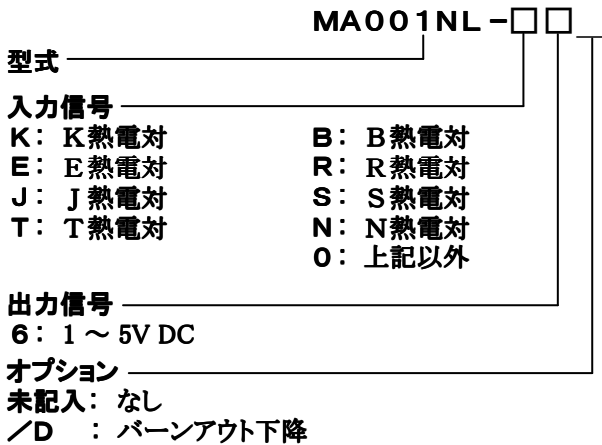 MA001NL-□□
型式
入力信号
K： K熱電対 B： B熱電対
E： E熱電対 R： R熱電対
J： J熱電対 S： S熱電対
T： T熱電対 N： N熱電対
0： 上記以外
出力信号
6： 1 ～ 5V DC
オプション
未記入： なし
／D ： バーンアウト下降